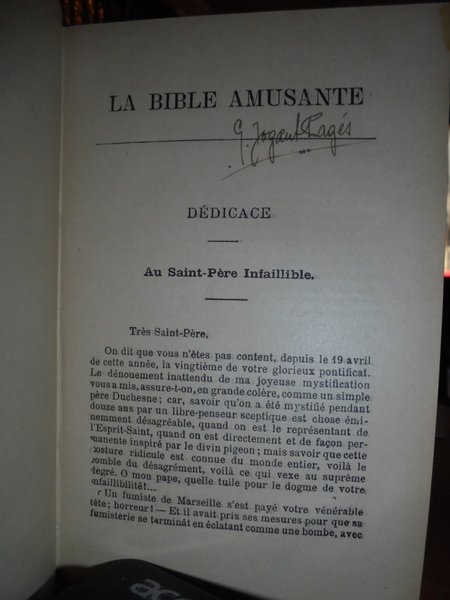 LA BIBLE AMUSANTE
DÉDICACE
Au Saint-Père Infaillible.
Très Saint-Père,
On dit que vous n'êtes pas content, depuis le 19 avril
de cette année, la vingtième de votre glorieux pontificat.
Le dénouement inattendu de ma joyeuse mystification
vous a mis, assure-t-on, en grande colère, comme un simple
père Duchesne; car, savoir qu'on a été mystifié pendant
douze ans par un libre-penseur sceptique est chose émi-
nemment désagréable, quand on est le représentant de
l'Esprit-Saint, quand on est directement et de façon per-
manente inspiré par le divin pigeon; mais savoir que cette
posture ridicule est connue du monde entier, voilà le
comble du désagrément, voilà ce qui vexe au suprême
degré. O mon pape, quelle tuile pour le dogme de votre
infaillibilité!...
Un fumiste de Marseille s'est payé votre vénérable
tête; horreur! — Et il avait pris ses mesures pour que sa
fumisterie se terminât en éclatant comme une bombe, avec